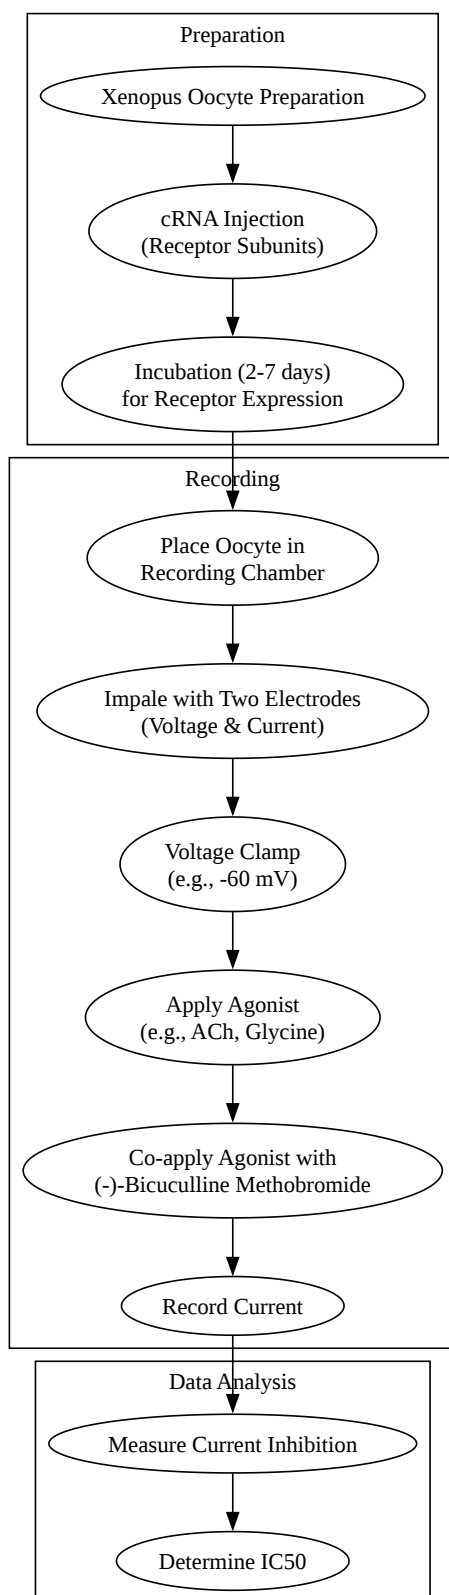 Preparation
Xenopus Oocyte Preparation
cRNA Injection
(Receptor Subunits)
Incubation (2-7 days)
for Receptor Expression
Recording
Place Oocyte in
Recording Chamber
Impale with Two Electrodes
(Voltage & Current)
Voltage Clamp
(e.g., -60 mV)
Apply Agonist
(e.g., ACh, Glycine)
Co-apply Agonist with
(-)-Bicuculline Methobromide
Record Current
Data Analysis
Measure Current Inhibition
Determine IC50